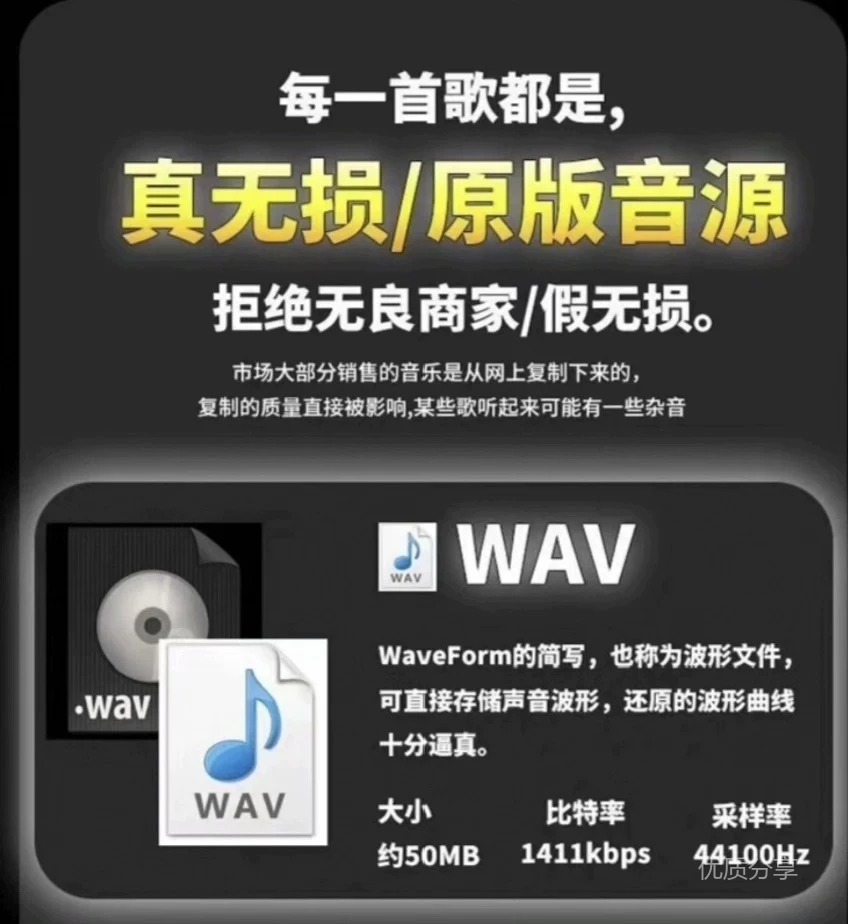 每一首歌都是,
真无损/原版音源
拒绝无良商家/假无损。
市场大部分销售的音乐是从网上复制下来的,
复制的质量直接被影响,某些歌听起来可能有一些杂音
WAV
WAV
WaveForm的简写，也称为波形文件，
可直接存储声音波形，还原的波形曲线
十分逼真。
.wav
WAV
大小 比特率 采样率
约50MB 1411kbps 44100Hz
优质分享